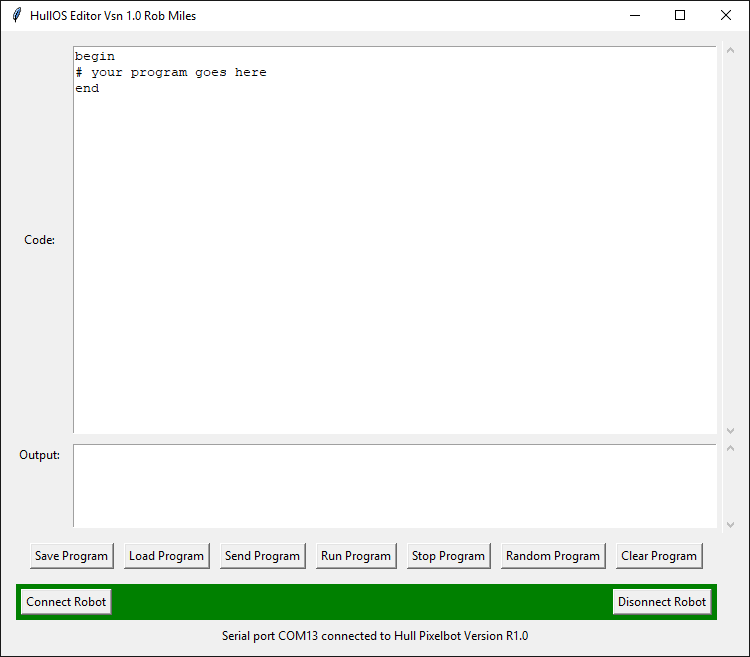 HullOS Editor Vsn 1.0 Rob Miles
begin
# your program goes here
end
Code:
Output:
Save Program Load Program Send Program Run Program Stop Program Random Program Clear Program
Connect Robot Disonnect Robot
Serial port COM13 connected to Hull Pixelbot Version R1.0